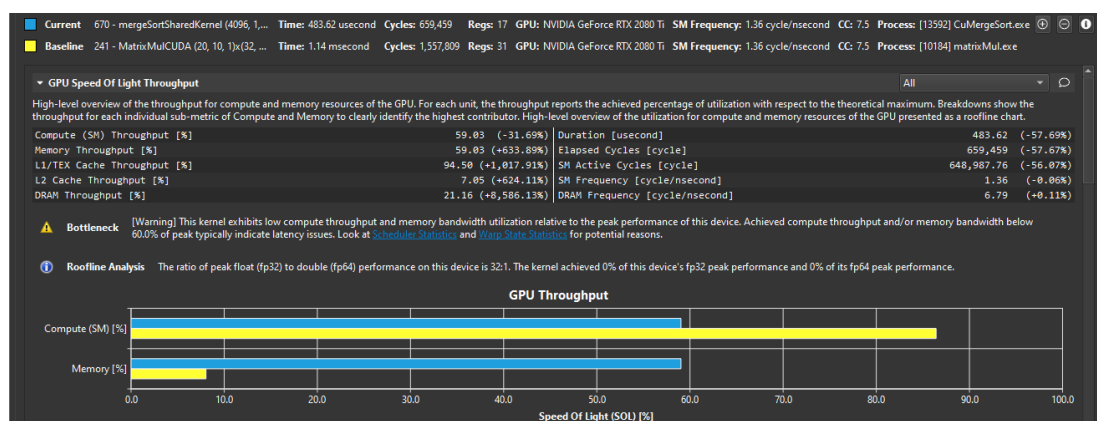 Current 670 - mergeSortSharedKernel (4096, 1,... Time: 483.62 usecond Cycles: 659,459 Regs: 17 GPU: NVIDIA GeForce RTX 2080 Ti SM Frequency: 1.36 cycle/nsecond CC: 7.5 Process: [13592] CuMergeSort.exe
Baseline 241 - MatrixMulCUDA (20, 10, 1)x(32, ... Time: 1.14 msecond Cycles: 1,557,809 Regs: 31 GPU: NVIDIA GeForce RTX 2080 Ti SM Frequency: 1.36 cycle/nsecond CC: 7.5 Process: [10184] matrixMul.exe
GPU Speed Of Light Throughput All
High-level overview of the throughput for compute and memory resources of the GPU. For each unit, the throughput reports the achieved percentage of utilization with respect to the theoretical maximum. Breakdowns show the
throughput for each individual sub-metric of Compute and Memory to clearly identify the highest contributor. High-level overview of the utilization for compute and memory resources of the GPU presented as a roofline chart.
Compute (SM) Throughput [%] 59.03 (-31.69%) Duration [usecond] 483.62 (-57.69%)
Memory Throughput [%] 59.03 (+633.89%) Elapsed Cycles [cycle] 659,459 (-57.67%)
L1/TEX Cache Throughput [%] 94.50 (+1,017.91%) SM Active Cycles [cycle] 648,987.76 (-56.07%)
L2 Cache Throughput [%] 7.05 (+624.11%) SM Frequency [cycle/nsecond] 1.36 (-0.06%)
DRAM Throughput [%] 21.16 (+8,586.13%) DRAM Frequency [cycle/nsecond] 6.79 (+0.11%)
Bottleneck [Warning] This kernel exhibits low compute throughput and memory bandwidth utilization relative to the peak performance of this device. Achieved compute throughput and/or memory bandwidth below
60.0% of peak typically indicate latency issues. Look at Scheduler Statistics and Warp State Statistics for potential reasons.
Roofline Analysis The ratio of peak float (fp32) to double (fp64) performance on this device is 32:1. The kernel achieved 0% of this device's fp32 peak performance and 0% of its fp64 peak performance.
GPU Throughput
Compute (SM) [%]
Memory [%]
0.0 10.0 20.0 30.0 40.0 50.0 60.0 70.0 80.0 90.0 100.0
Speed Of Light (SOL) [%]